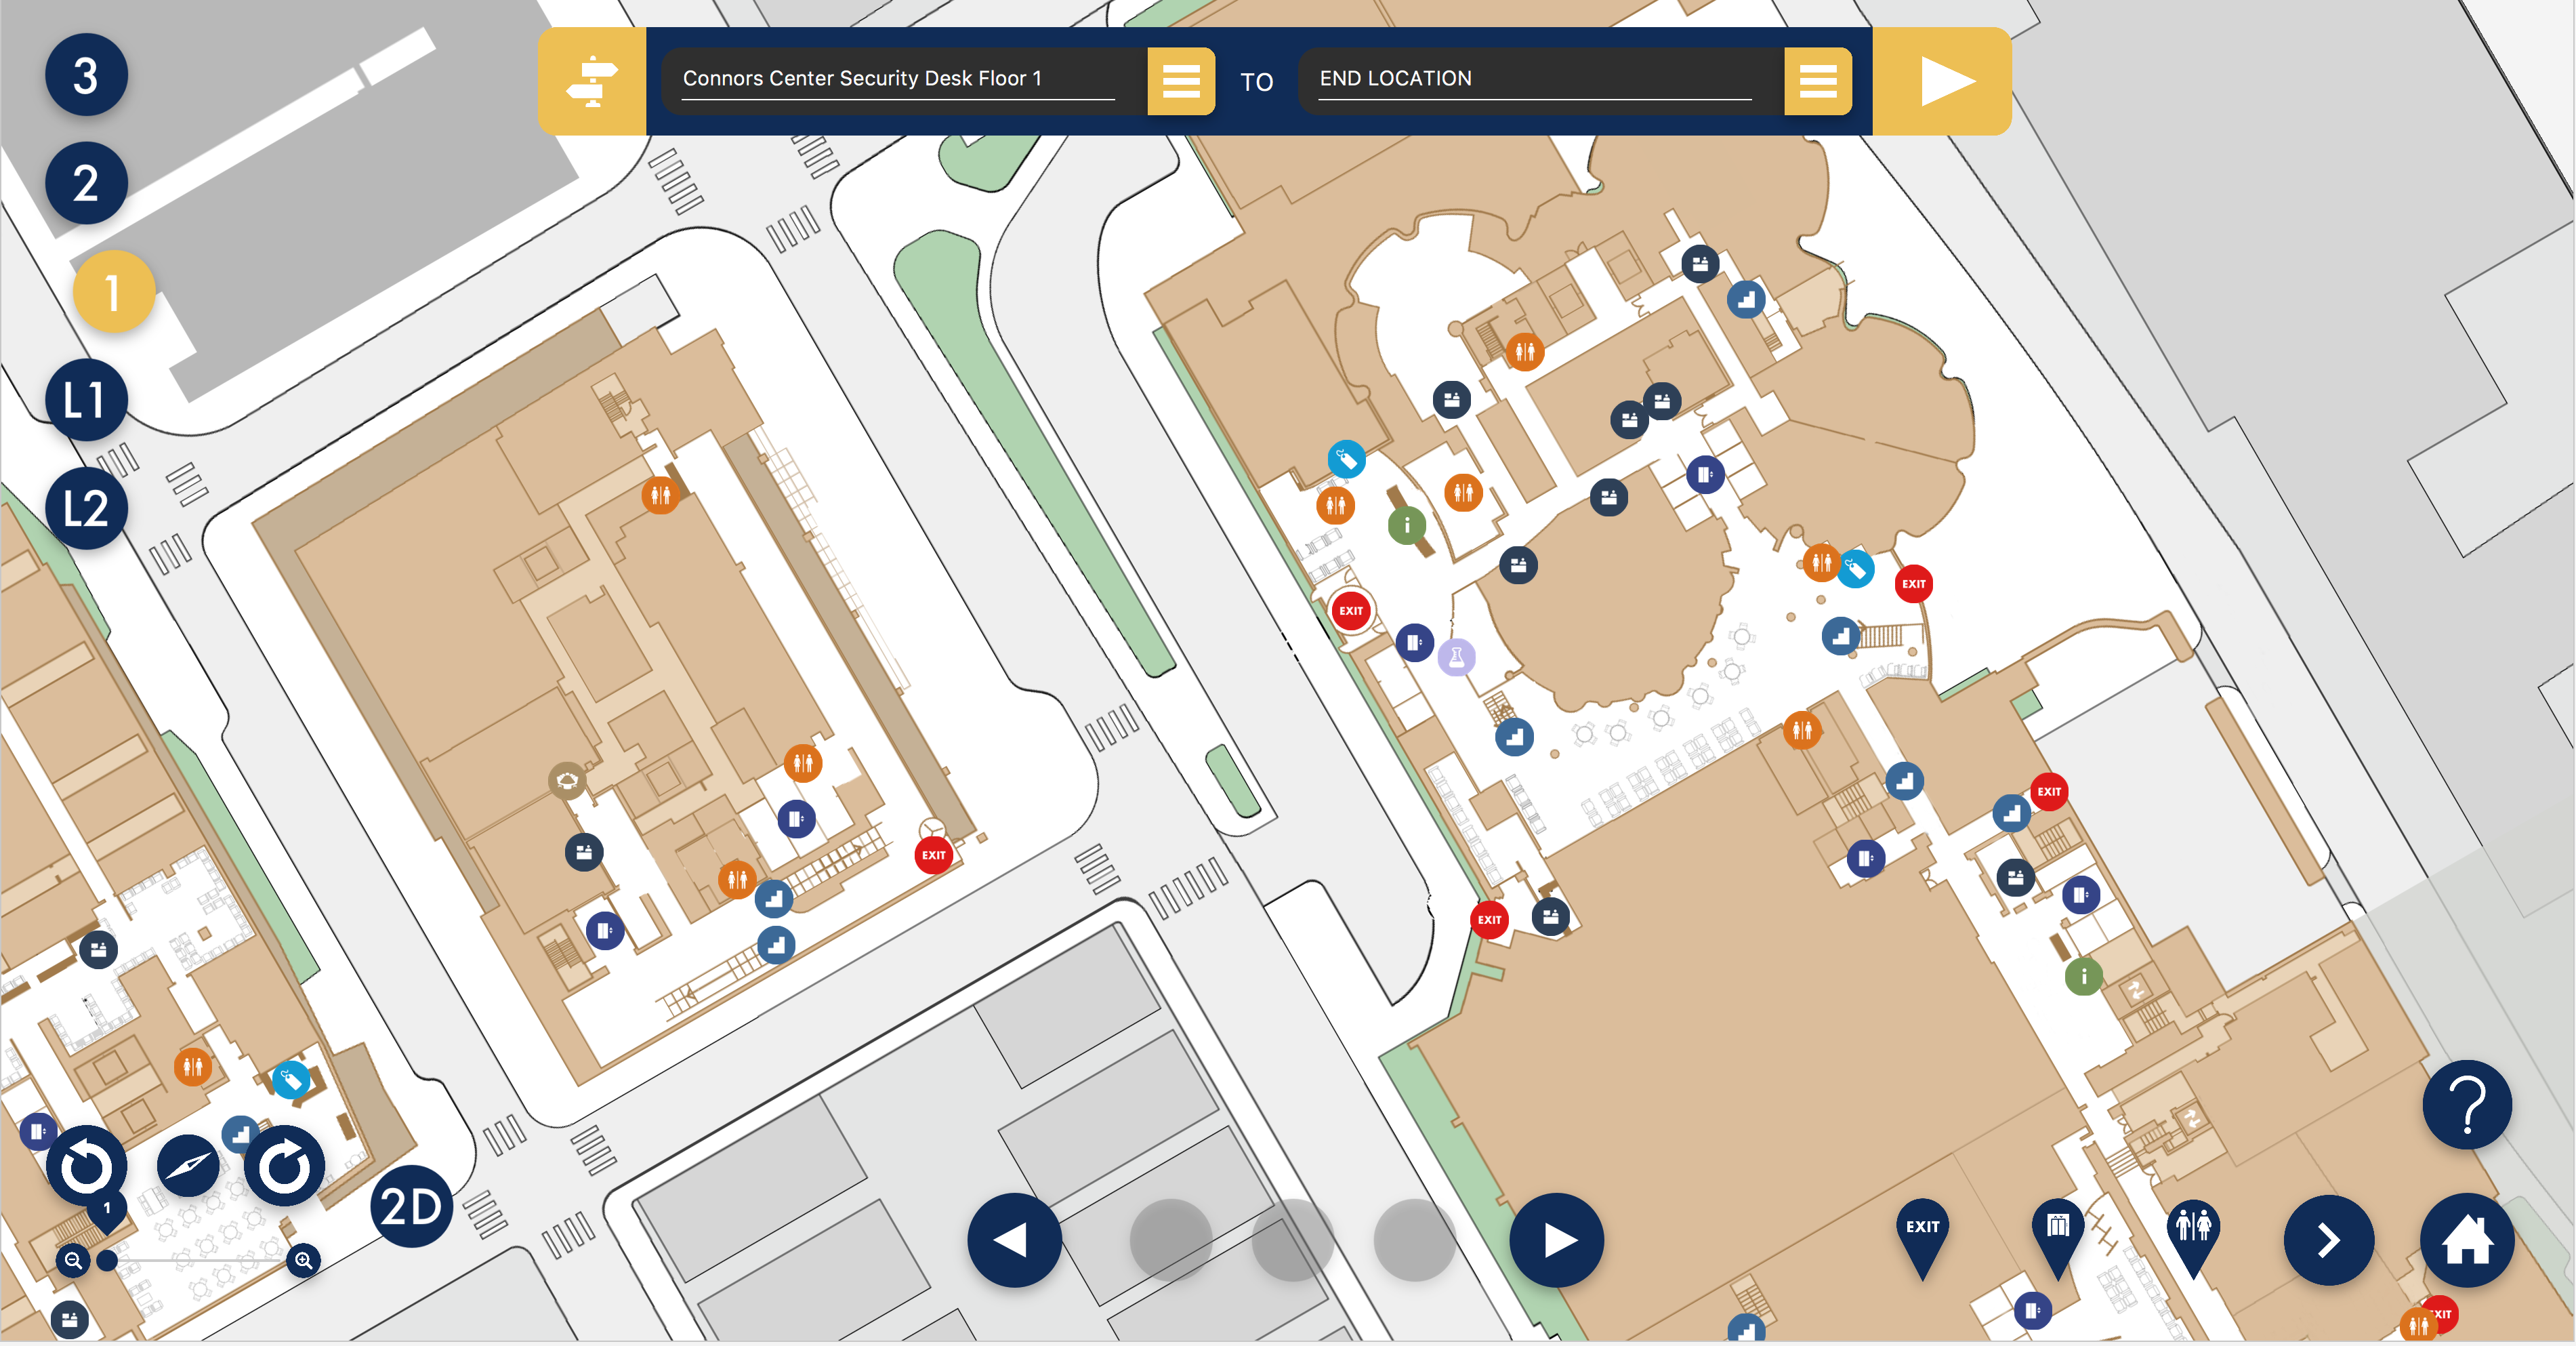 Connors Center Security Desk Floor 1
TO
END LOCATION
3
2
1
L1
L2
i
EXIT
EXIT
EXIT
EXIT
EXIT
i
?
1
2D
EXIT
EXIT